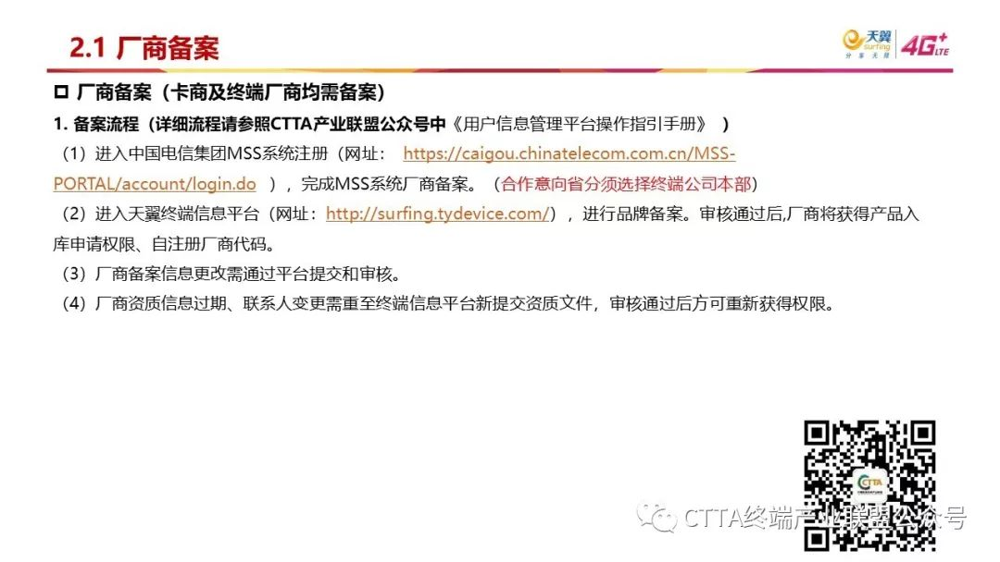 2.1 厂商备案
天翼
surfing
分享无限
4G+
LTE
厂商备案（卡商及终端厂商均需备案）
1. 备案流程（详细流程请参照CTTA产业联盟公众号中《用户信息管理平台操作指引手册》 ）
（1）进入中国电信集团MSS系统注册（网址： https://caigou.chinatelecom.com.cn/MSS-
PORTAL/account/login.do ），完成MSS系统厂商备案。（合作意向省分须选择终端公司本部）
（2）进入天翼终端信息平台（网址：http://surfing.tydevice.com/），进行品牌备案。审核通过后,厂商将获得产品入
库申请权限、自注册厂商代码。
（3）厂商备案信息更改需通过平台提交和审核。
（4）厂商资质信息过期、联系人变更需重至终端信息平台新提交资质文件，审核通过后方可重新获得权限。
CTTA
CTTA终端产业联盟公众号